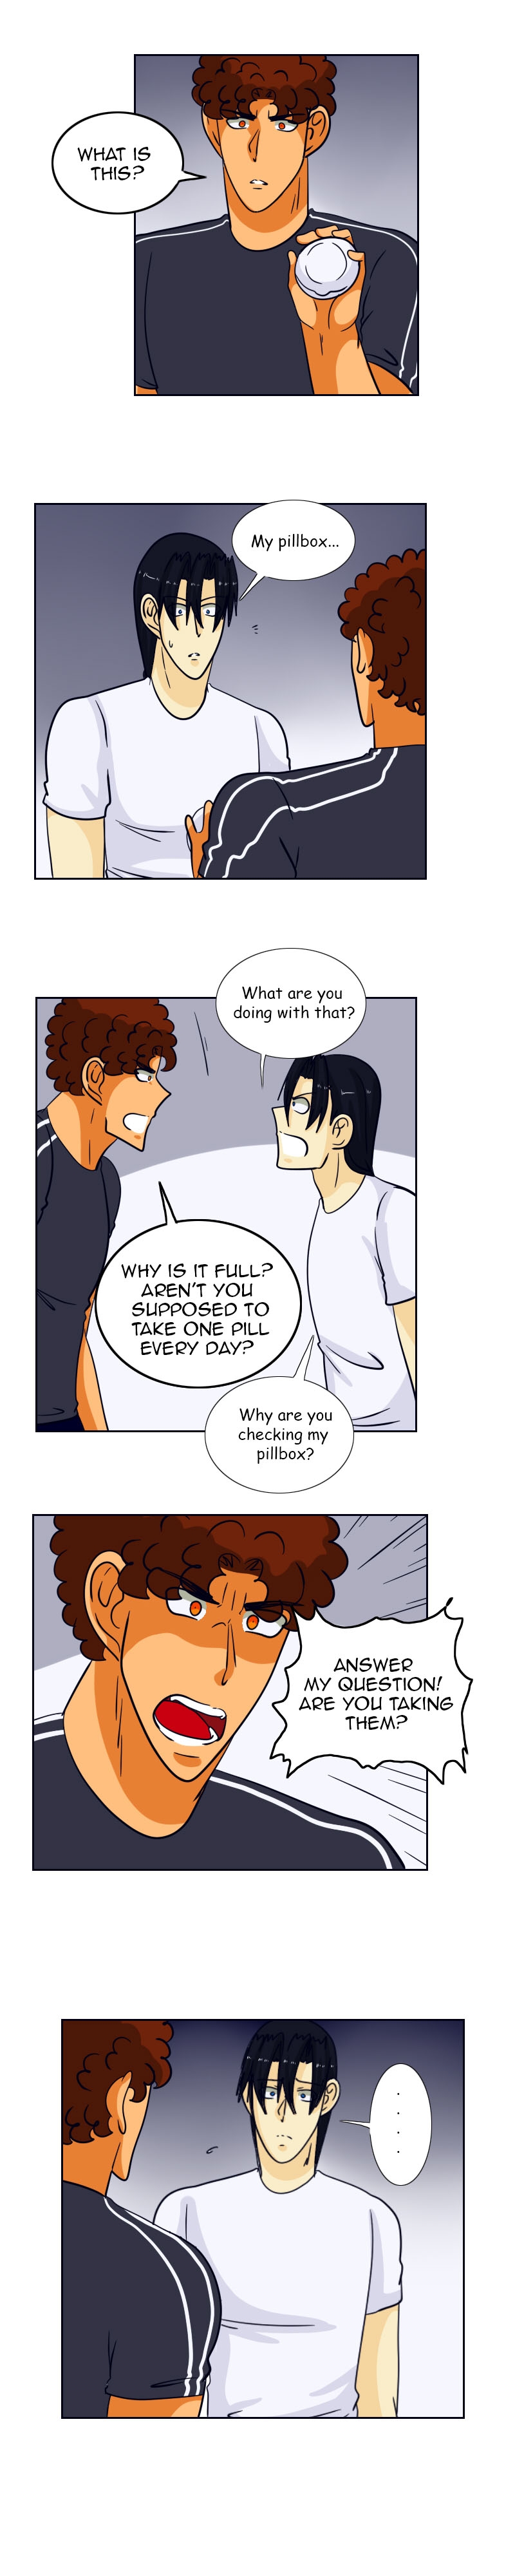 WHAT IS
THIS?
My pillbox...
What are you
doing with that?
WHY IS IT FULL?
AREN'T YOU
SUPPOSED TO
TAKE ONE PILL
EVERY DAY?
Why are you
checking my
pillbox?
ANSWER
MY QUESTION!
ARE YOU TAKING
THEM?
.
.
.
.